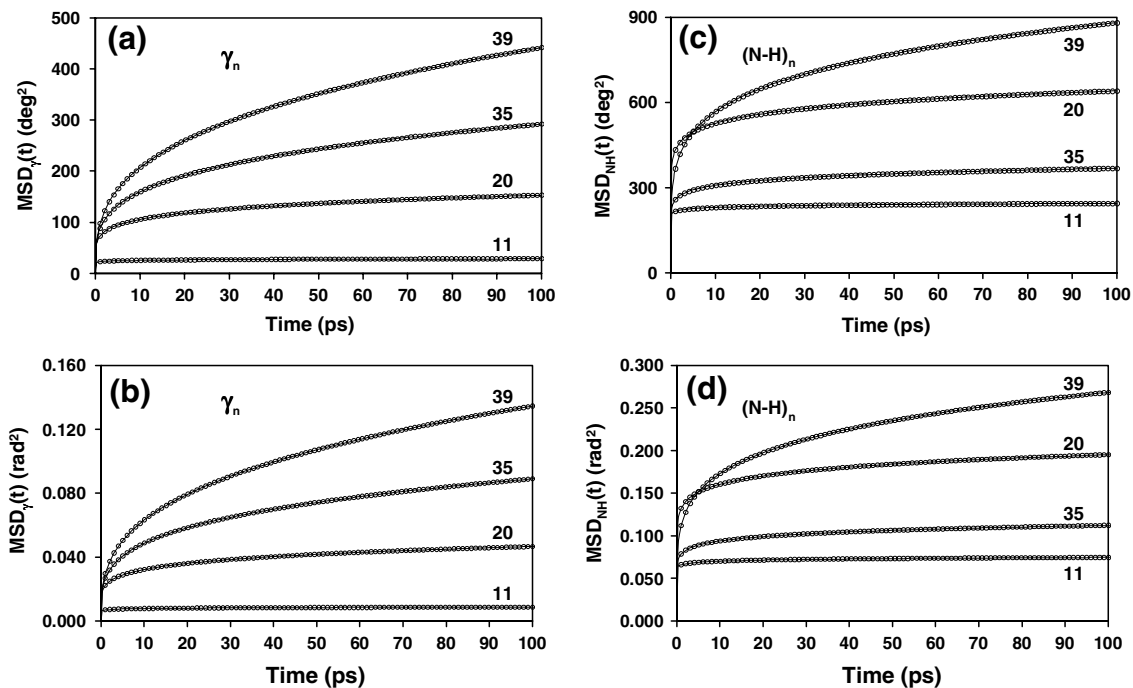 (a)
γn
MSDγ(t) (deg²)
500
400
300
200
100
0
39
35
20
11
0 10 20 30 40 50 60 70 80 90 100
Time (ps)
(c)
(N-H)n
MSDNH(t) (deg²)
900
600
300
0
39
20
35
11
0 10 20 30 40 50 60 70 80 90 100
Time (ps)
(b)
γn
MSDγ(t) (rad²)
0.160
0.120
0.080
0.040
0.000
39
35
20
11
0 10 20 30 40 50 60 70 80 90 100
Time (ps)
(d)
(N-H)n
MSDNH(t) (rad²)
0.300
0.250
0.200
0.150
0.100
0.050
0.000
39
20
35
11
0 10 20 30 40 50 60 70 80 90 100
Time (ps)